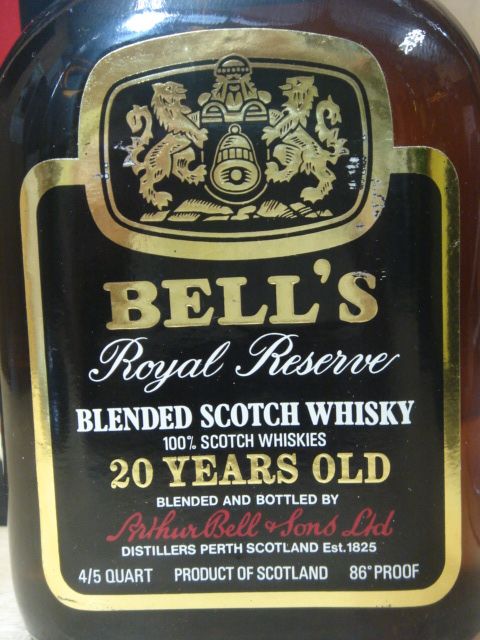 BELL'S
Royal Reserve
BLENDED SCOTCH WHISKY
100% SCOTCH WHISKIES
20 YEARS OLD
BLENDED AND BOTTLED BY
Arthur Bell & Sons Ltd
DISTILLERS PERTH SCOTLAND Est.1825
4/5 QUART PRODUCT OF SCOTLAND 86° PROOF